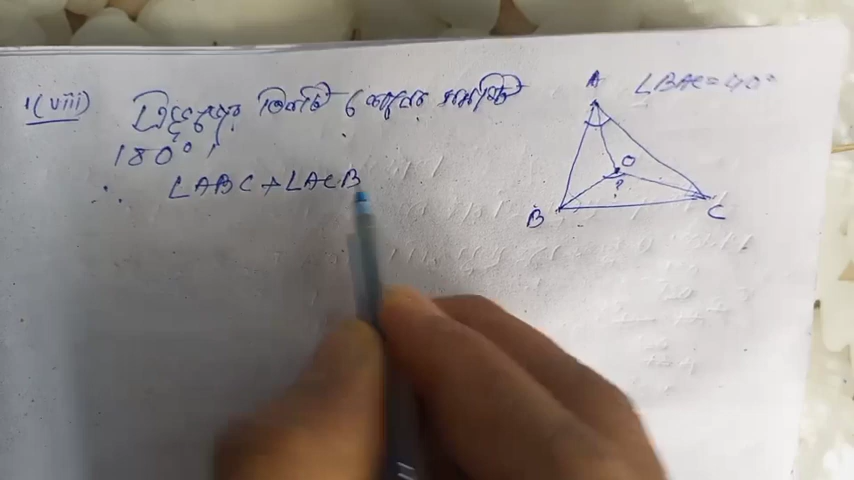 1(viii) ত্রিভুজের তিনটি কোণের সমষ্টি
180° ।
∴ ∠ABC + ∠ACB
A
∠BAC = 40°
O
?
B
C